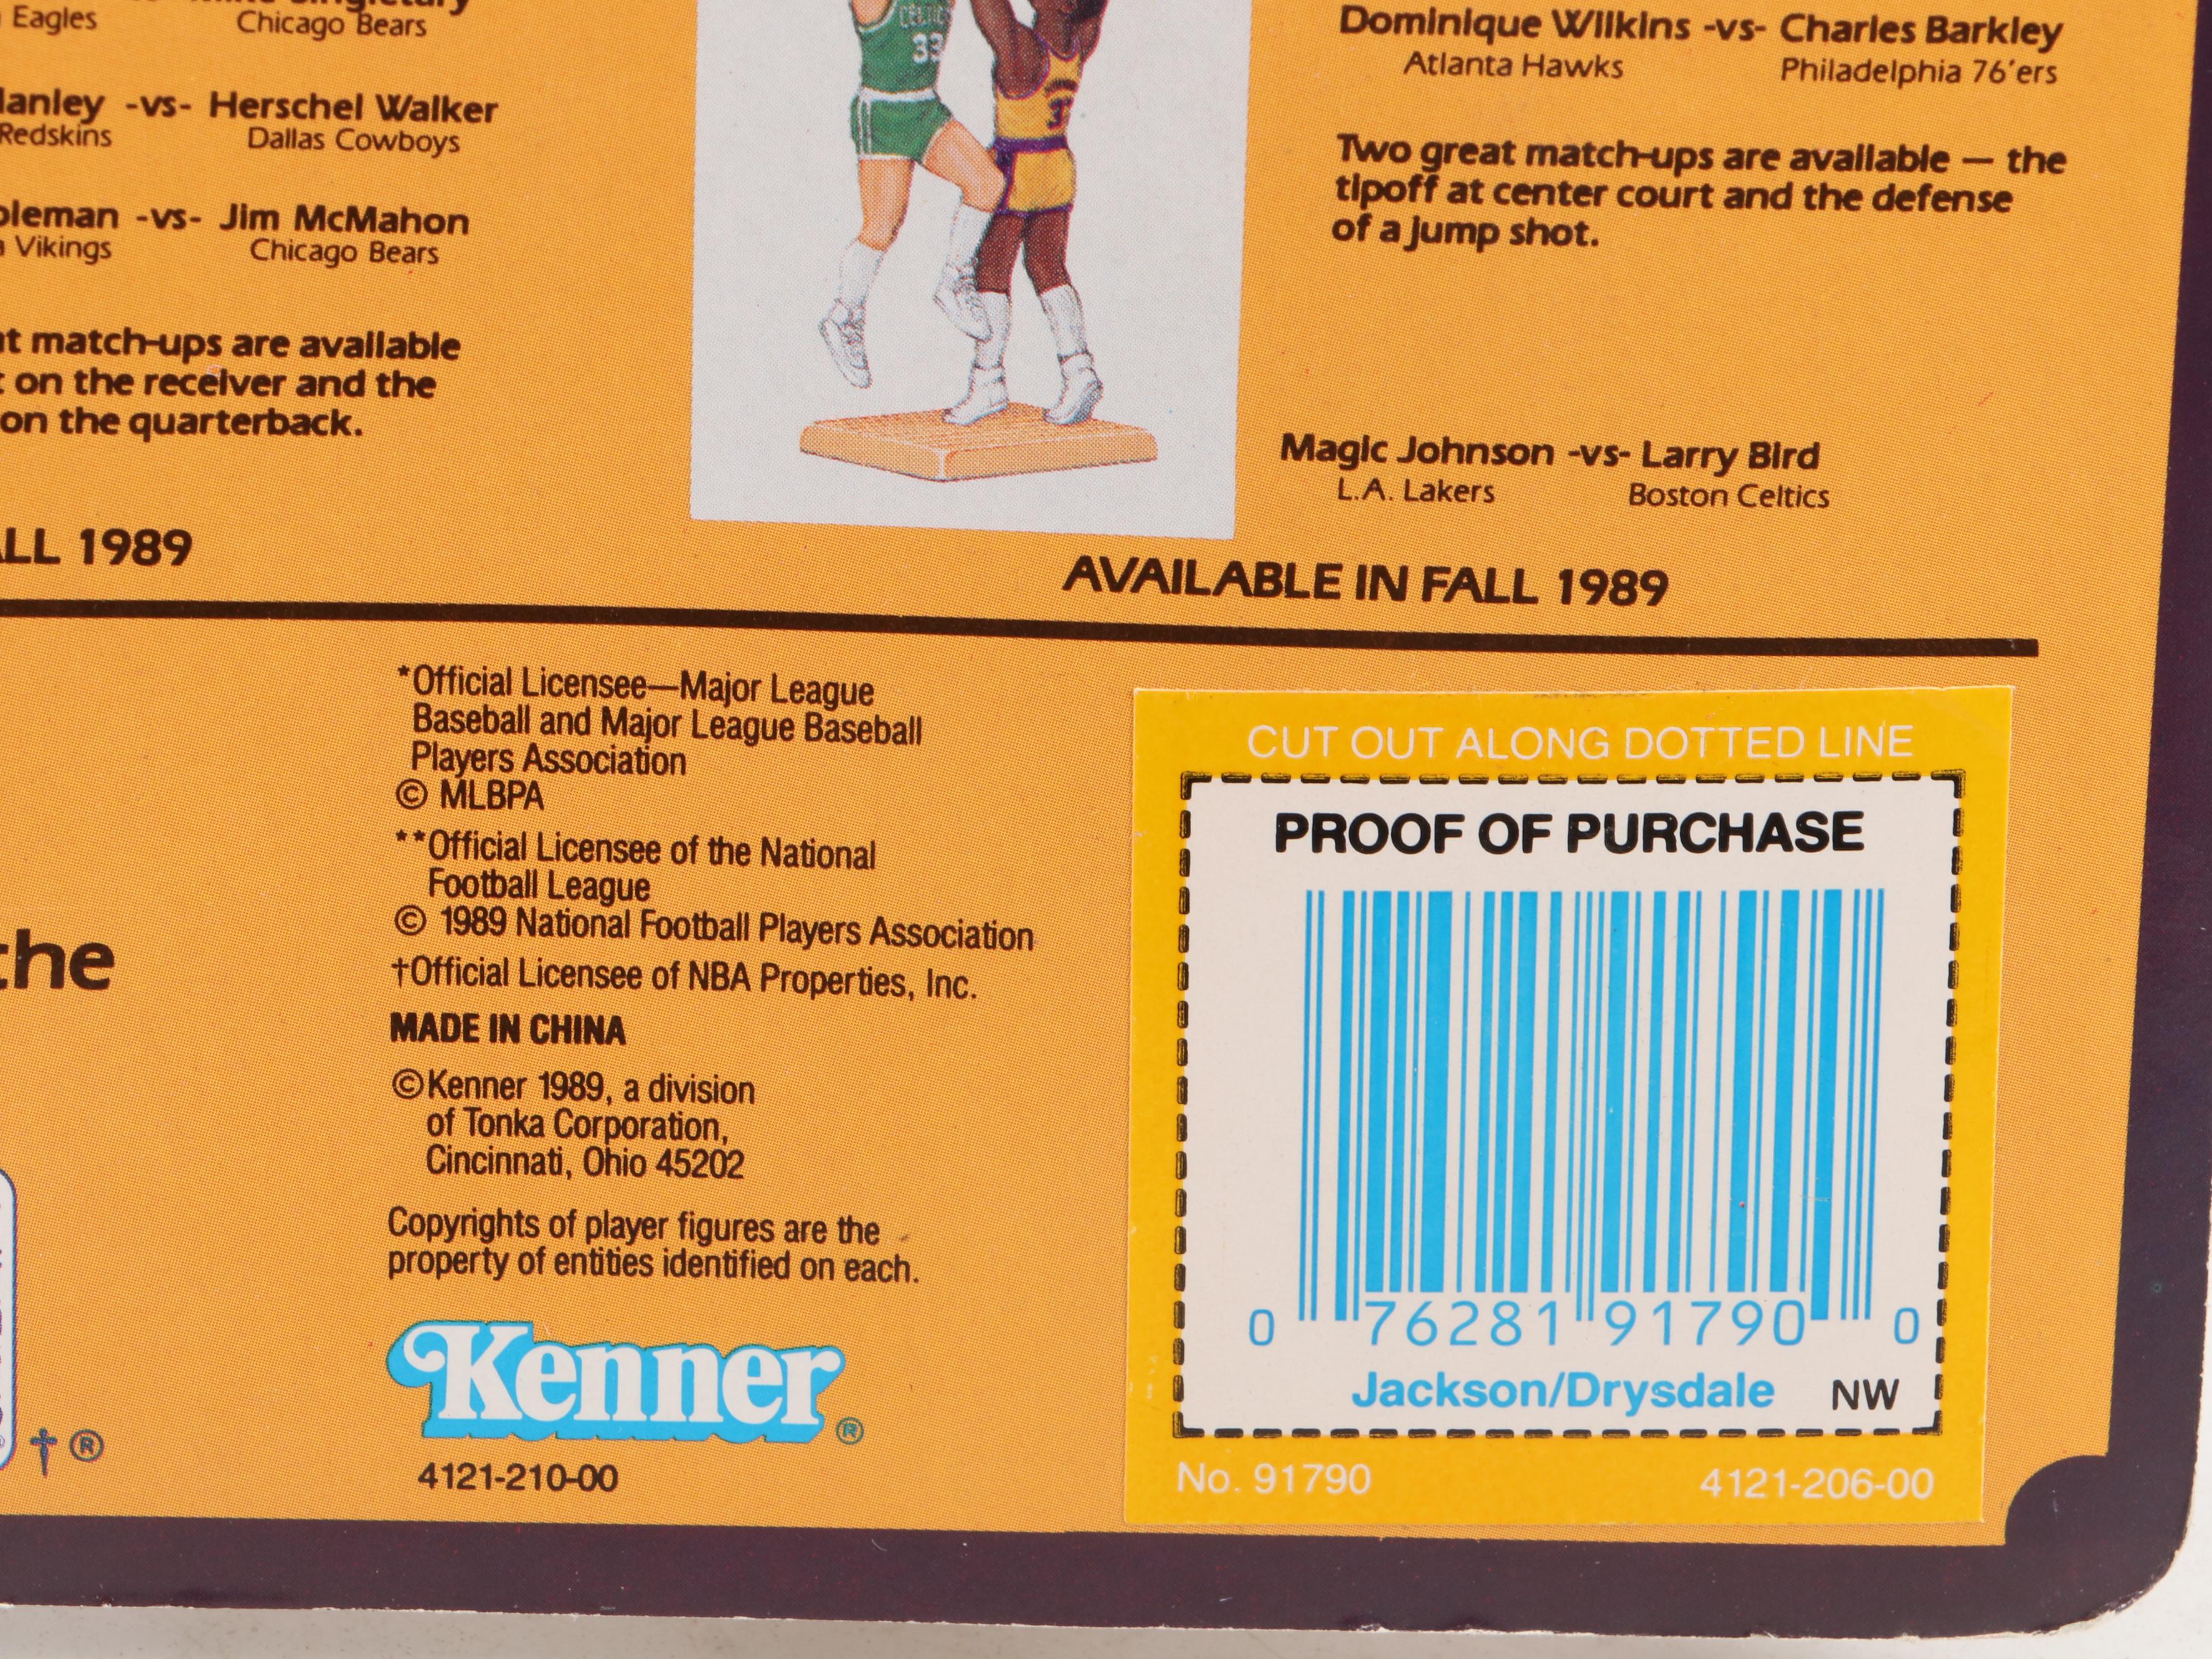 Eagles
Chicago Bears
-vs- Herschel Walker
Redskins
Dallas Cowboys
-vs- Jim McMahon
Vikings
Chicago Bears
match-ups are available
on the receiver and the
on the quarterback.
1989
CELTICS
33
Dominique Wilkins -vs- Charles Barkley
Atlanta Hawks
Philadelphia 76'ers
Two great match-ups are available — the
tipoff at center court and the defense
of a jump shot.
Magic Johnson -vs- Larry Bird
L.A. Lakers
Boston Celtics
AVAILABLE IN FALL 1989
the
†®
*Official Licensee—Major League
Baseball and Major League Baseball
Players Association
© MLBPA
**Official Licensee of the National
Football League
© 1989 National Football Players Association
†Official Licensee of NBA Properties, Inc.
MADE IN CHINA
©Kenner 1989, a division
of Tonka Corporation,
Cincinnati, Ohio 45202
Copyrights of player figures are the
property of entities identified on each.
Kenner®
4121-210-00
CUT OUT ALONG DOTTED LINE
PROOF OF PURCHASE
0 76281 91790 0
Jackson/Drysdale NW
No. 91790
4121-206-00